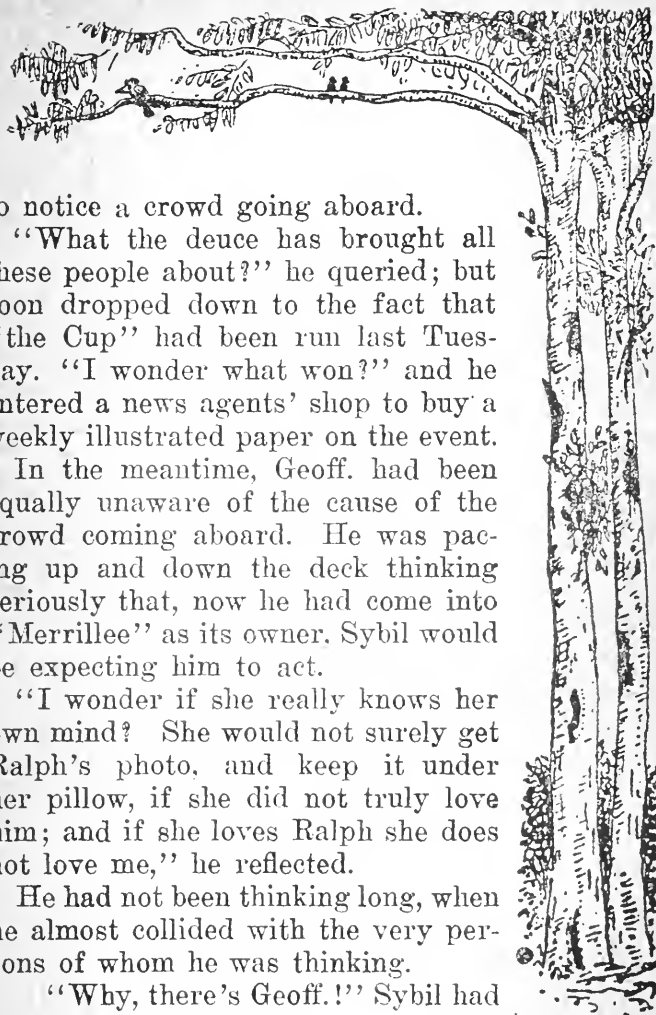 o notice a crowd going aboard.
"What the deuce has brought all
hese people about?" he queried; but
oon dropped down to the fact that
'the Cup" had been run last Tues-
ay. "I wonder what won?" and he
ntered a news agents' shop to buy a
eekly illustrated paper on the event.
In the meantime, Geoff. had been
qually unaware of the cause of the
rowd coming aboard. He was pac-
ng up and down the deck thinking
eriously that, now he had come into
'Merrillee" as its owner, Sybil would
e expecting him to act.
"I wonder if she really knows her
wn mind? She would not surely get
Ralph's photo, and keep it under
er pillow, if she did not truly love
im; and if she loves Ralph she does
ot love me," he reflected.
He had not been thinking long, when
e almost collided with the very per-
ons of whom he was thinking.
"Why, there's Geoff.!" Sybil had